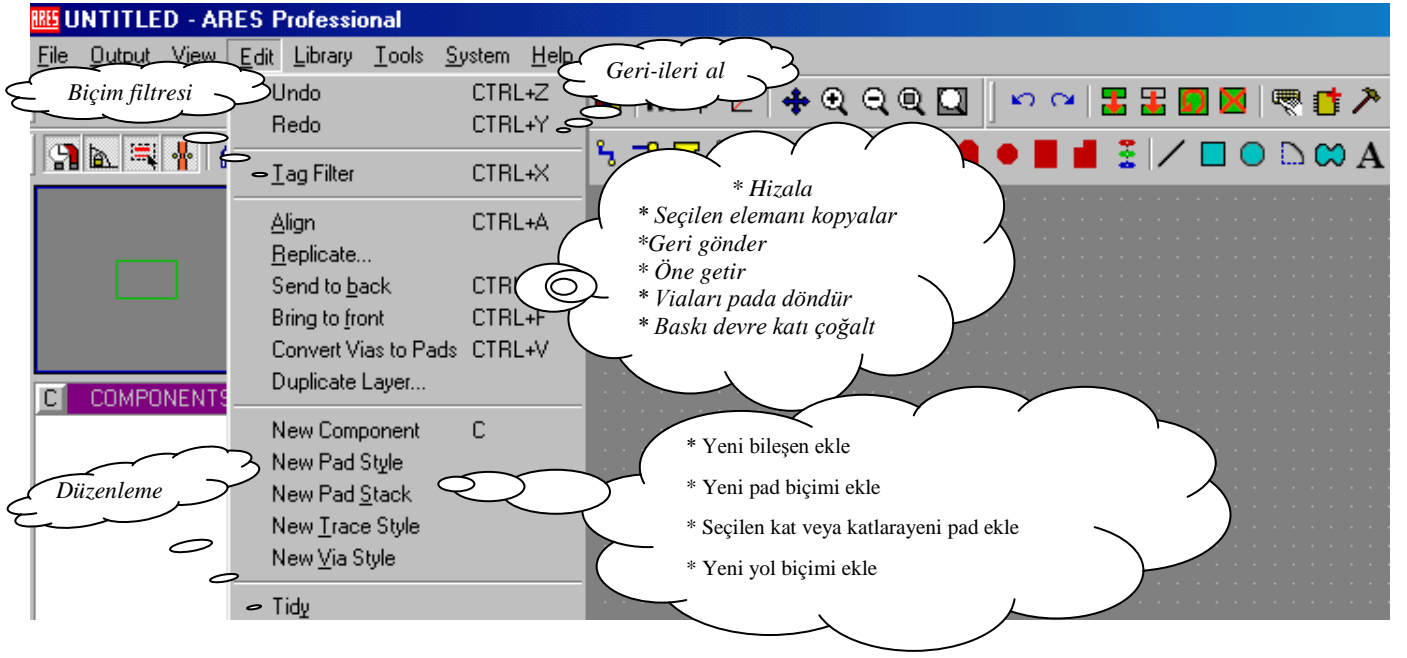 ARES UNTITLED - ARES Professional
File Output View Edit Library Tools System Help
Geri-ileri al
Biçim filtresi
Undo CTRL+Z
Redo CTRL+Y
Tag Filter CTRL+X
Align CTRL+A
Replicate...
Send to back
Bring to front CTRL+F
Convert Vias to Pads CTRL+V
Duplicate Layer...
* Hizala
* Seçilen elemanı kopyalar
*Geri gönder
* Öne getir
* Viaları pada döndür
* Baskı devre katı çoğalt
A
C COMPONENTS
New Component C
New Pad Style
New Pad Stack
New Trace Style
New Via Style
Tidy
Düzenleme
* Yeni bileşen ekle
* Yeni pad biçimi ekle
* Seçilen kat veya katlarayeni pad ekle
* Yeni yol biçimi ekle